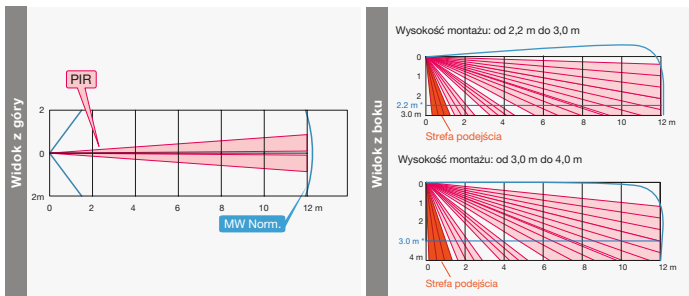 Widok z góry
PIR
2
0
2m
0 2 4 6 8 10 12 m
MW Norm.
Widok z boku
Wysokość montażu: od 2,2 m do 3,0 m
0
1
2
2.2 m *
3.0 m
0 2 4 6 8 10 12 m
Strefa podejścia
Wysokość montażu: od 3,0 m do 4,0 m
0
1
2
3.0 m *
4 m
0 2 4 6 8 10 12 m
Strefa podejścia